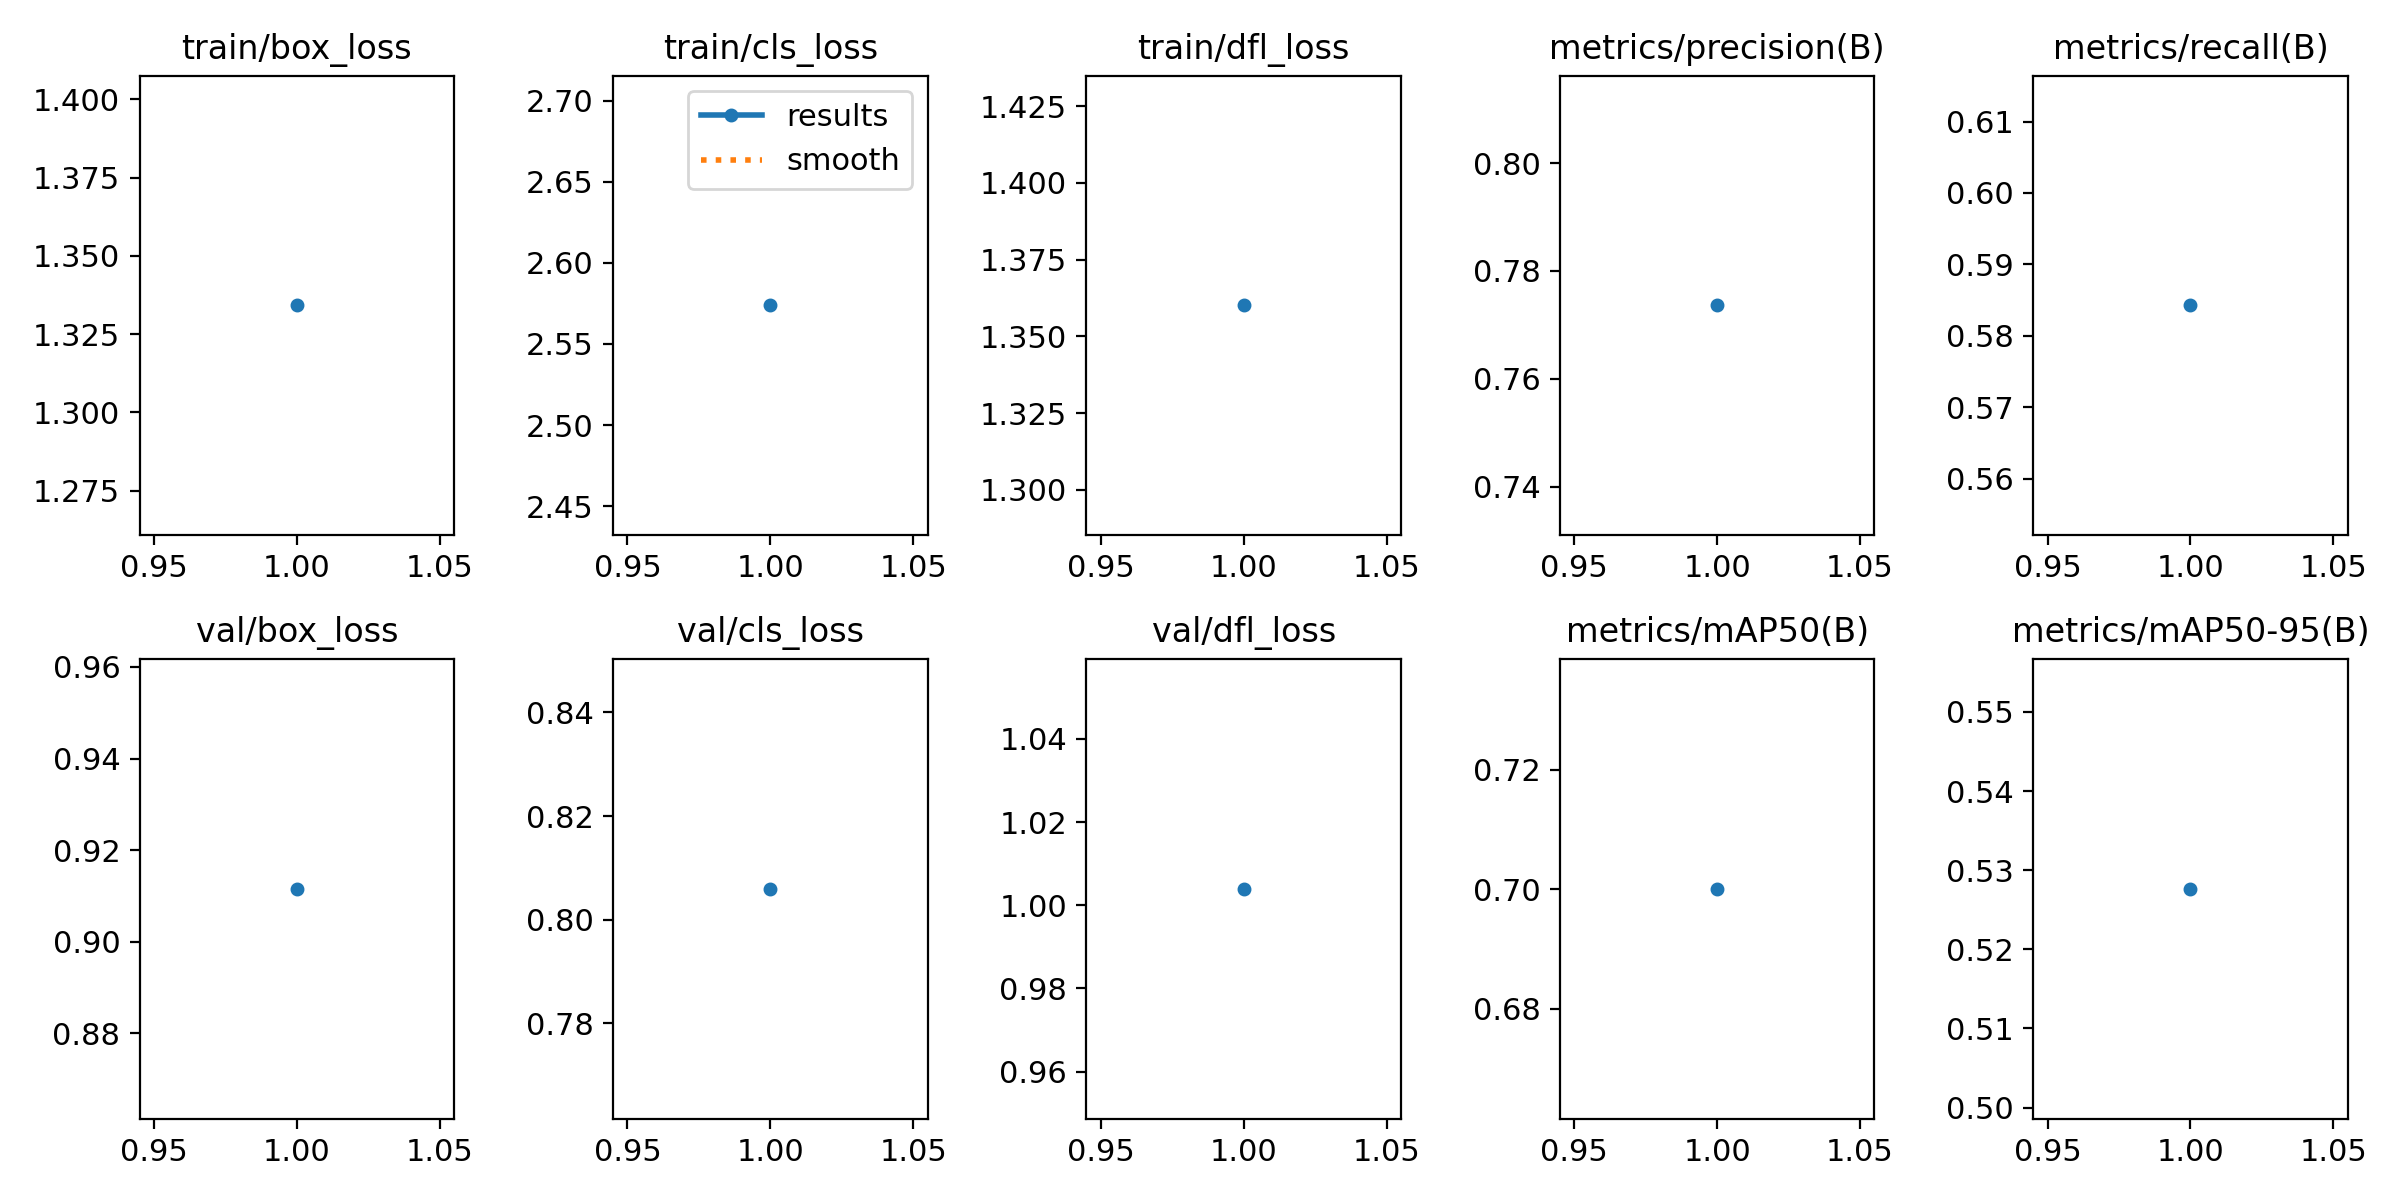 train/box_loss
1.400
1.375
1.350
1.325
1.300
1.275
0.95 1.00 1.05
train/cls_loss
results
smooth
2.70
2.65
2.60
2.55
2.50
2.45
0.95 1.00 1.05
train/dfl_loss
1.425
1.400
1.375
1.350
1.325
1.300
0.95 1.00 1.05
metrics/precision(B)
0.80
0.78
0.76
0.74
0.95 1.00 1.05
metrics/recall(B)
0.61
0.60
0.59
0.58
0.57
0.56
0.95 1.00 1.05
val/box_loss
0.96
0.94
0.92
0.90
0.88
0.95 1.00 1.05
val/cls_loss
0.84
0.82
0.80
0.78
0.95 1.00 1.05
val/dfl_loss
1.04
1.02
1.00
0.98
0.96
0.95 1.00 1.05
metrics/mAP50(B)
0.72
0.70
0.68
0.95 1.00 1.05
metrics/mAP50-95(B)
0.55
0.54
0.53
0.52
0.51
0.50
0.95 1.00 1.05